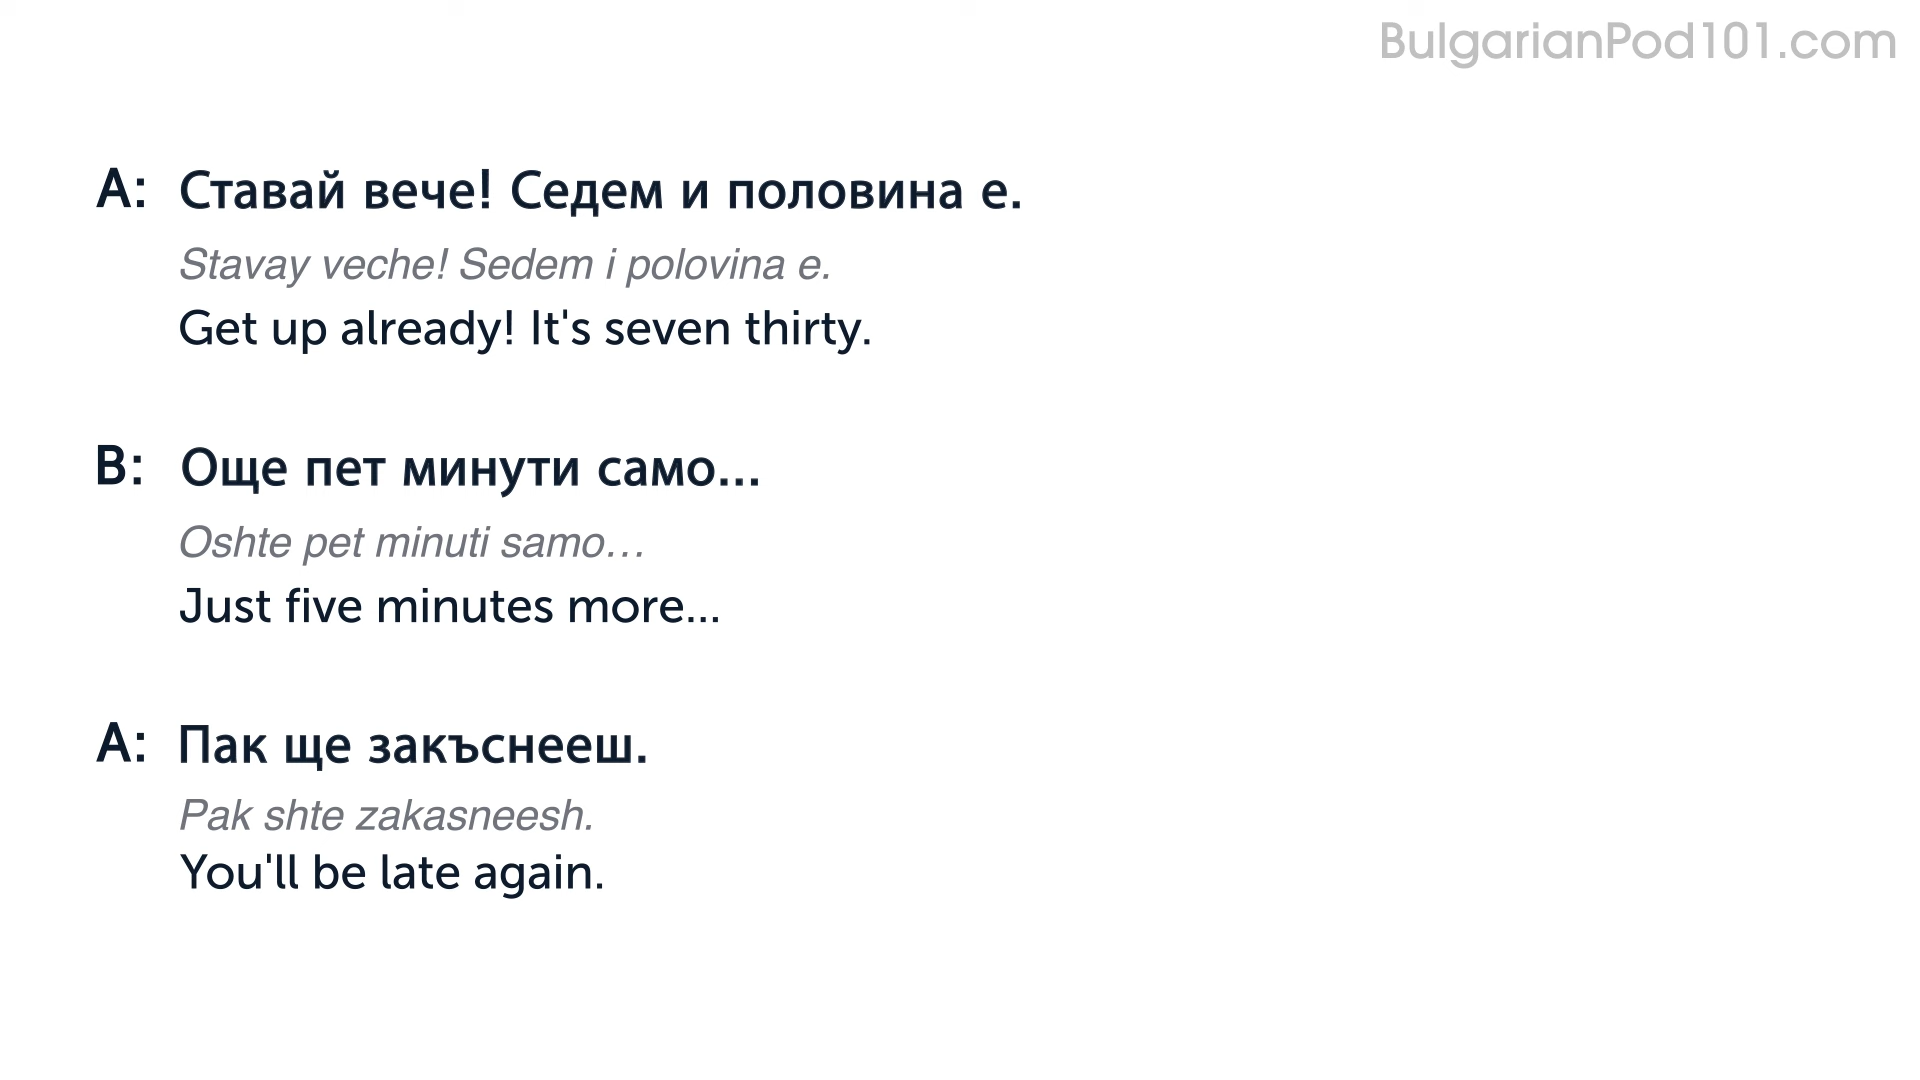 BulgarianPod101.com
A: Ставай вече! Седем и половина е.
Stavay veche! Sedem i polovina e.
Get up already! It's seven thirty.
B: Още пет минути само...
Oshte pet minuti samo…
Just five minutes more...
A: Пак ще закъснееш.
Pak shte zakasneesh.
You'll be late again.